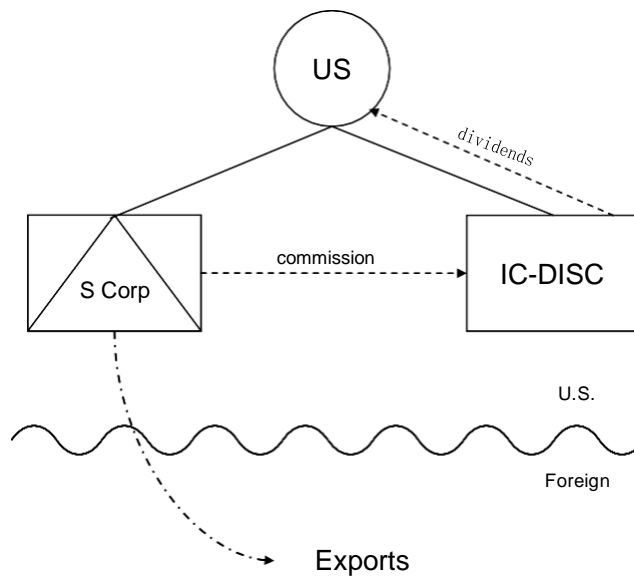 US
dividends
commission
S Corp
IC-DISC
U.S.
Foreign
Exports